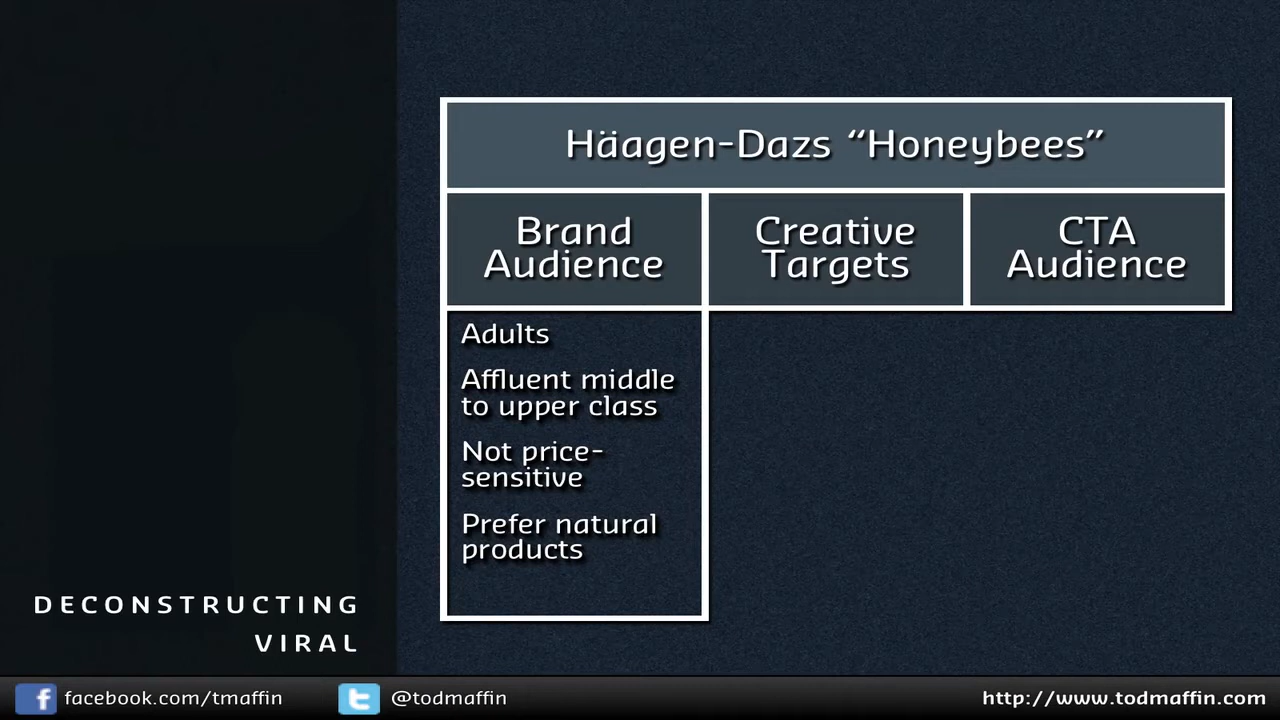 Häagen-Dazs “Honeybees”
Brand
Audience
Creative
Targets
CTA
Audience
Adults
Affluent middle
to upper class
Not price-
sensitive
Prefer natural
products
DECONSTRUCTING
VIRAL
facebook.com/tmaffin
@todmaffin
http://www.todmaffin.com